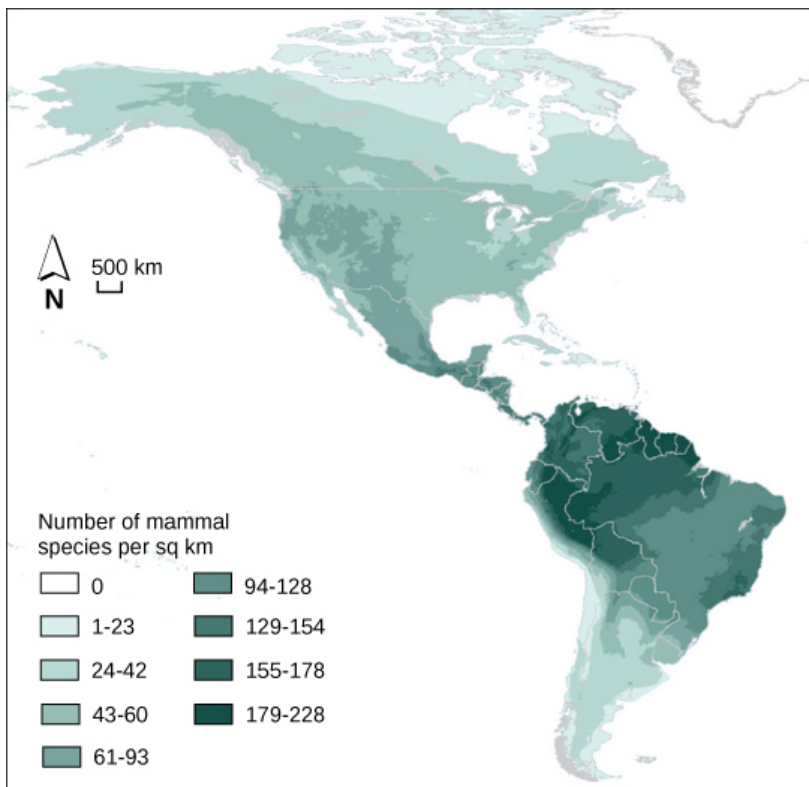 500 km
N
Number of mammal
species per sq km
0
1-23
24-42
43-60
61-93
94-128
129-154
155-178
179-228